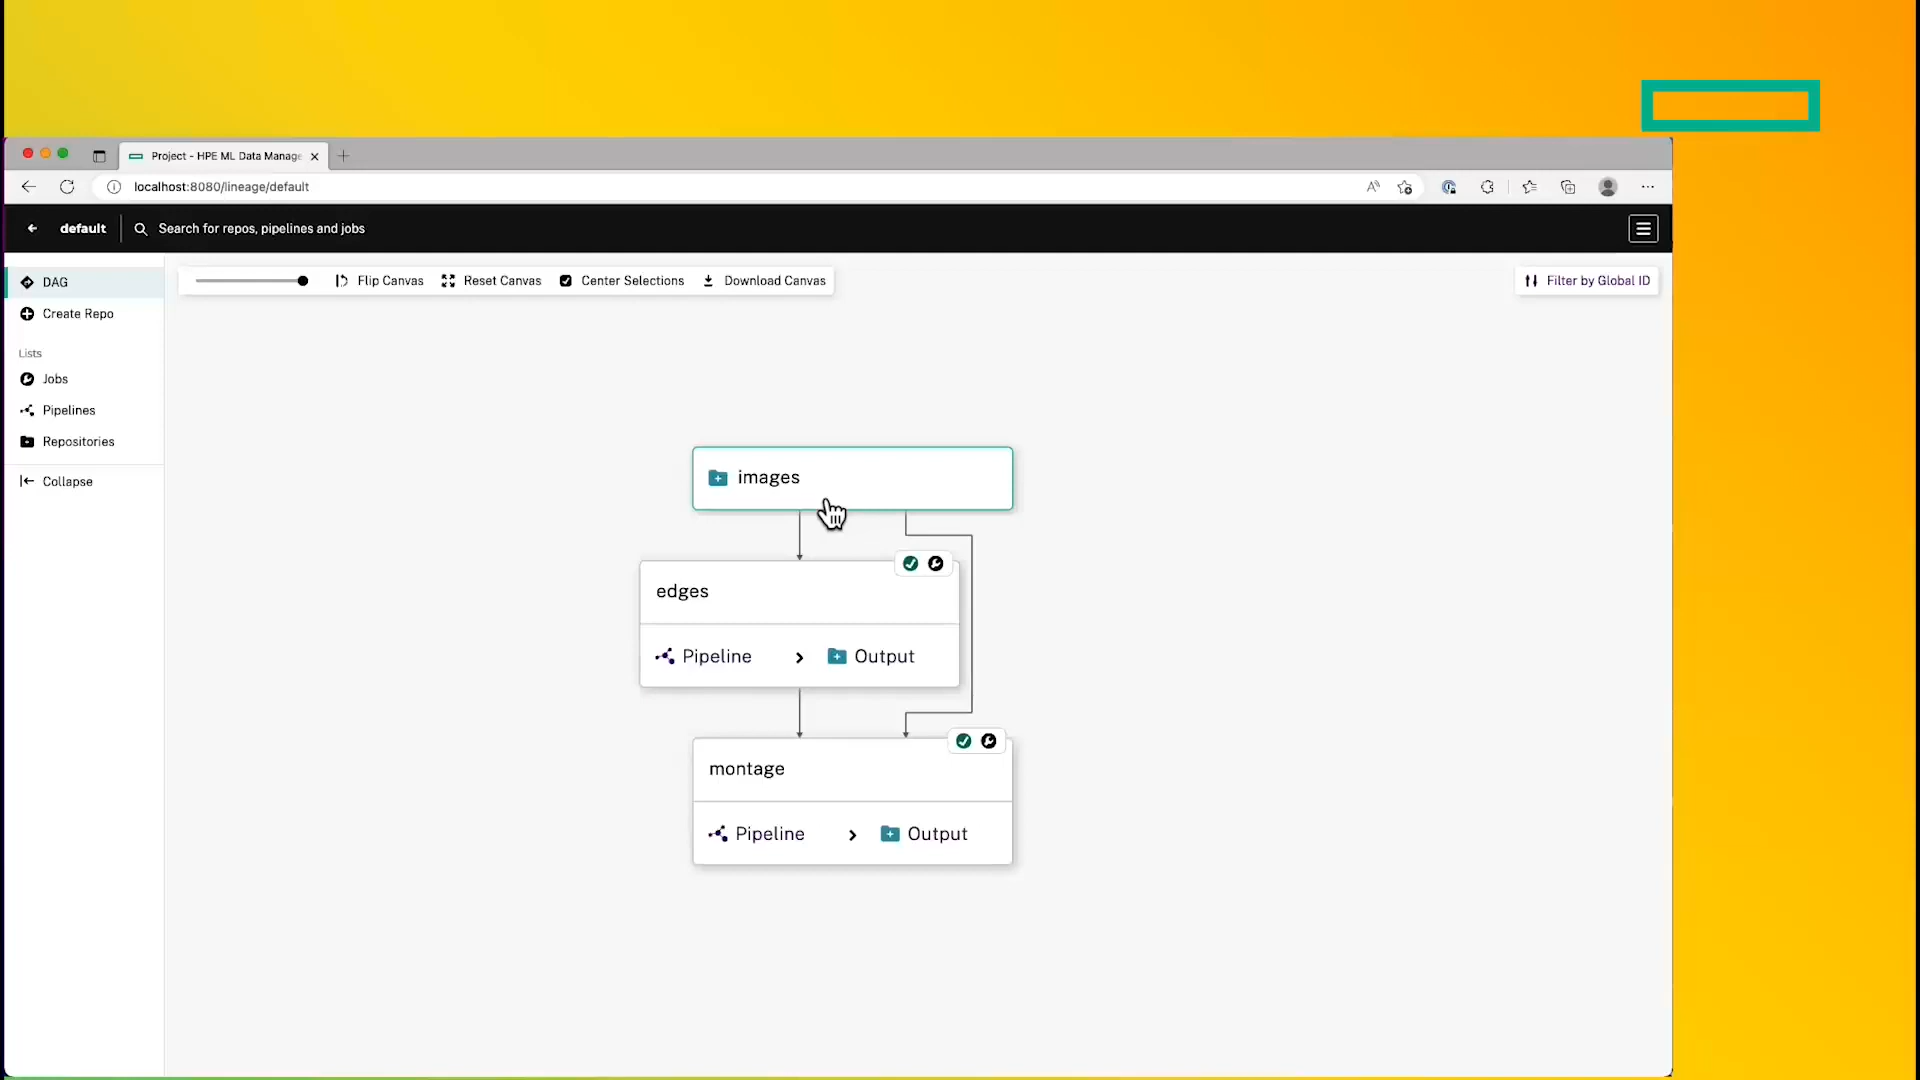 Project - HPE ML Data Manage
localhost:8080/lineage/default
default
Search for repos, pipelines and jobs
DAG
Create Repo
Lists
Jobs
Pipelines
Repositories
Collapse
Flip Canvas
Reset Canvas
Center Selections
Download Canvas
Filter by Global ID
images
edges
Pipeline
Output
montage
Pipeline
Output